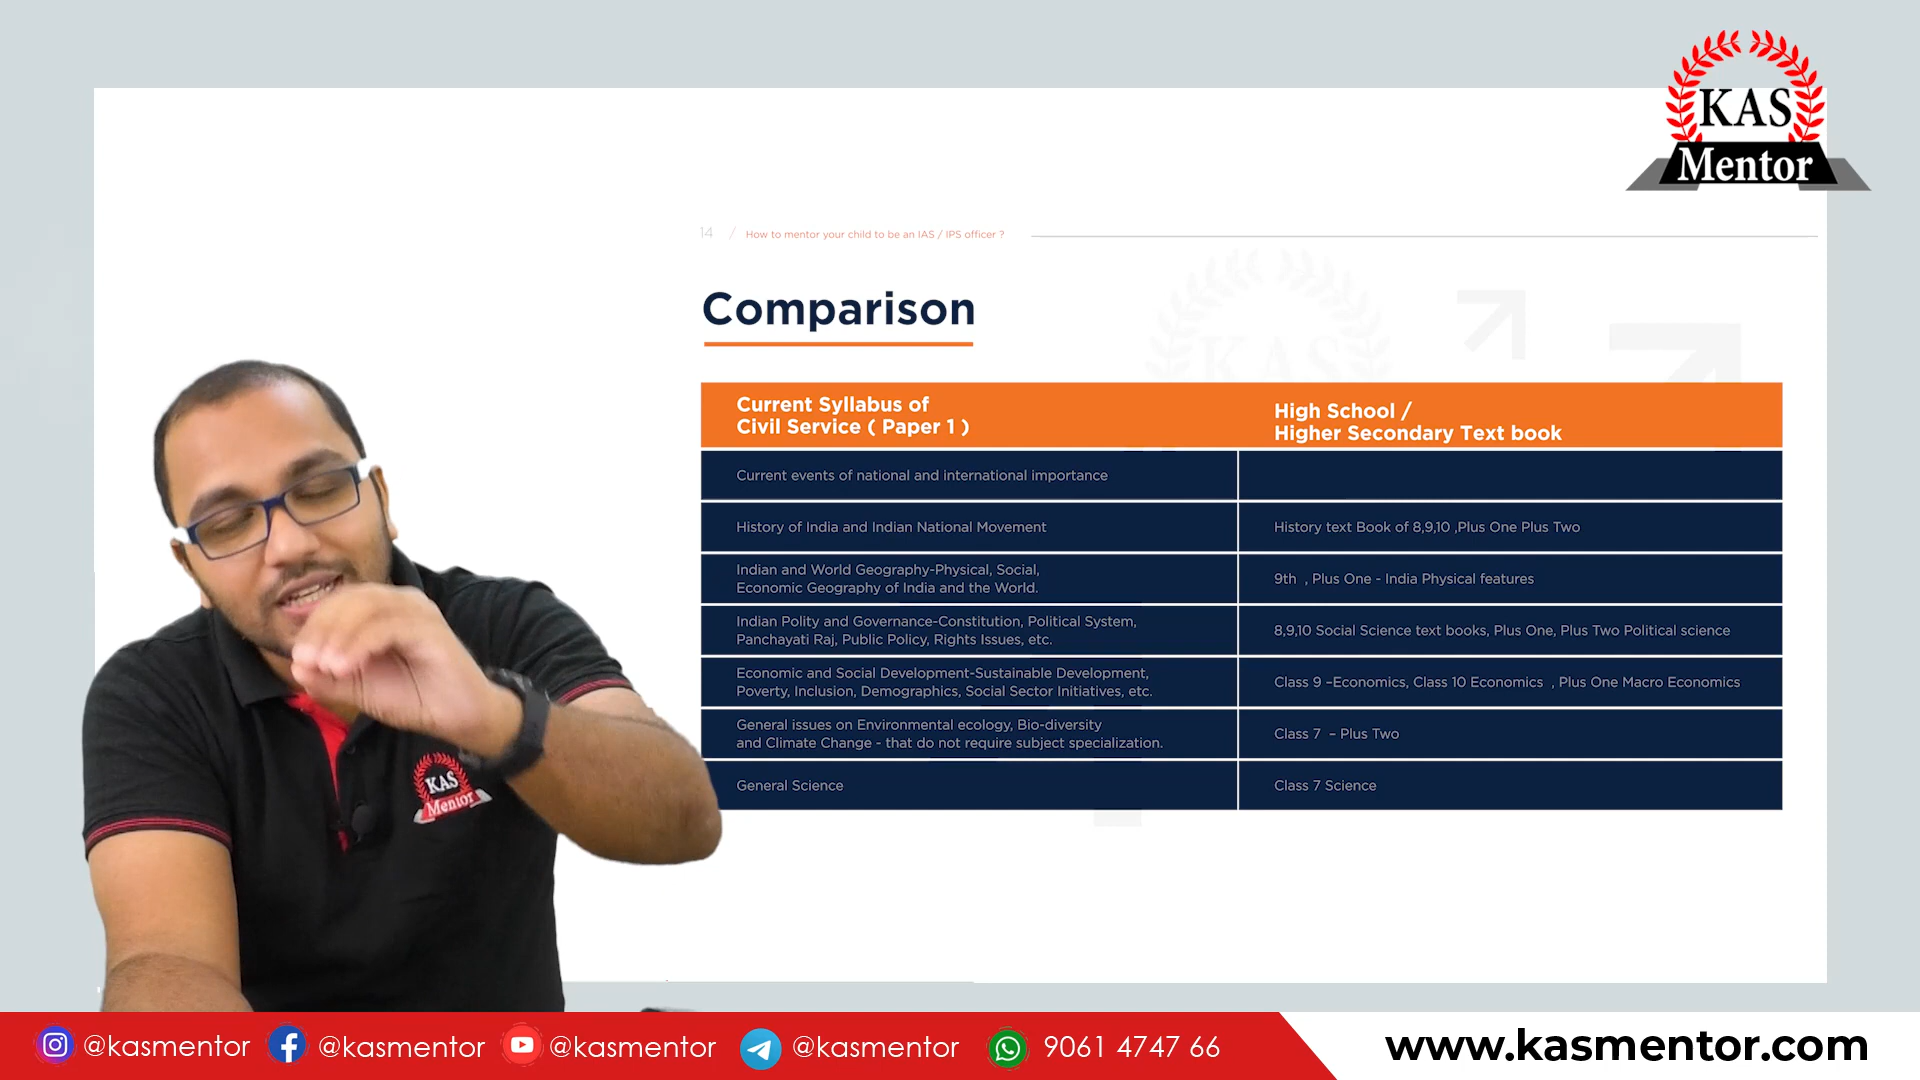 KAS
Mentor
14 / How to mentor your child to be an IAS / IPS officer ?
Comparison
KAS
Current Syllabus of
Civil Service ( Paper 1 )
High School /
Higher Secondary Text book
Current events of national and international importance
History of India and Indian National Movement
History text Book of 8,9,10 ,Plus One Plus Two
Indian and World Geography-Physical, Social,
Economic Geography of India and the World.
9th , Plus One - India Physical features
Indian Polity and Governance-Constitution, Political System,
Panchayati Raj, Public Policy, Rights Issues, etc.
8,9,10 Social Science text books, Plus One, Plus Two Political science
Economic and Social Development-Sustainable Development,
Poverty, Inclusion, Demographics, Social Sector Initiatives, etc.
Class 9 –Economics, Class 10 Economics , Plus One Macro Economics
General issues on Environmental ecology, Bio-diversity
and Climate Change - that do not require subject specialization.
Class 7 – Plus Two
General Science
Class 7 Science
KAS
Mentor
@kasmentor @kasmentor @kasmentor @kasmentor 9061 4747 66
www.kasmentor.com